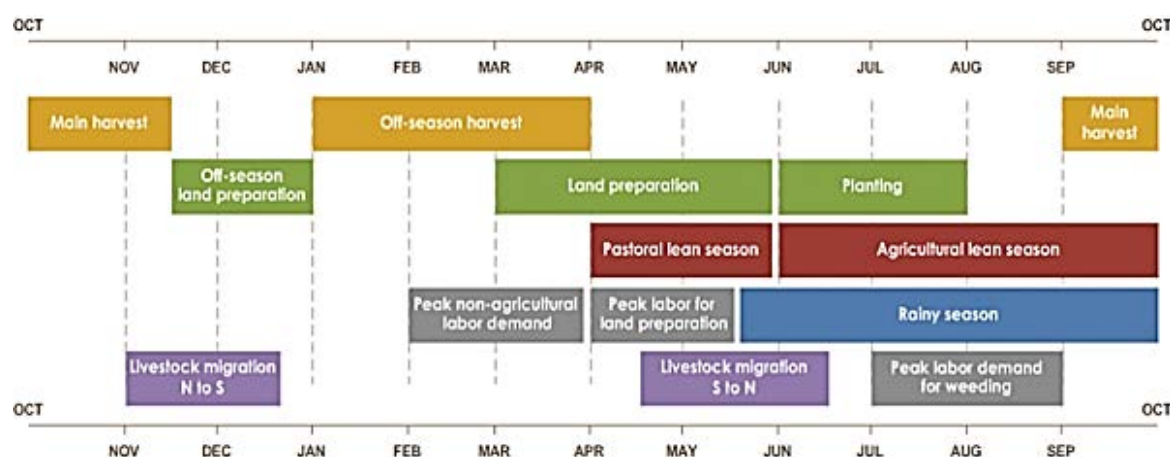 OCT OCT
NOV DEC JAN FEB MAR APR MAY JUN JUL AUG SEP
Main harvest
Off-season harvest
Main
harvest
Off-season
land preparation
Land preparation
Planting
Pastoral lean season
Agricultural lean season
Peak non-agricultural
labor demand
Peak labor for
land preparation
Rainy season
Livestock migration
N to S
Livestock migration
S to N
Peak labor demand
for weeding
OCT OCT
NOV DEC JAN FEB MAR APR MAY JUN JUL AUG SEP